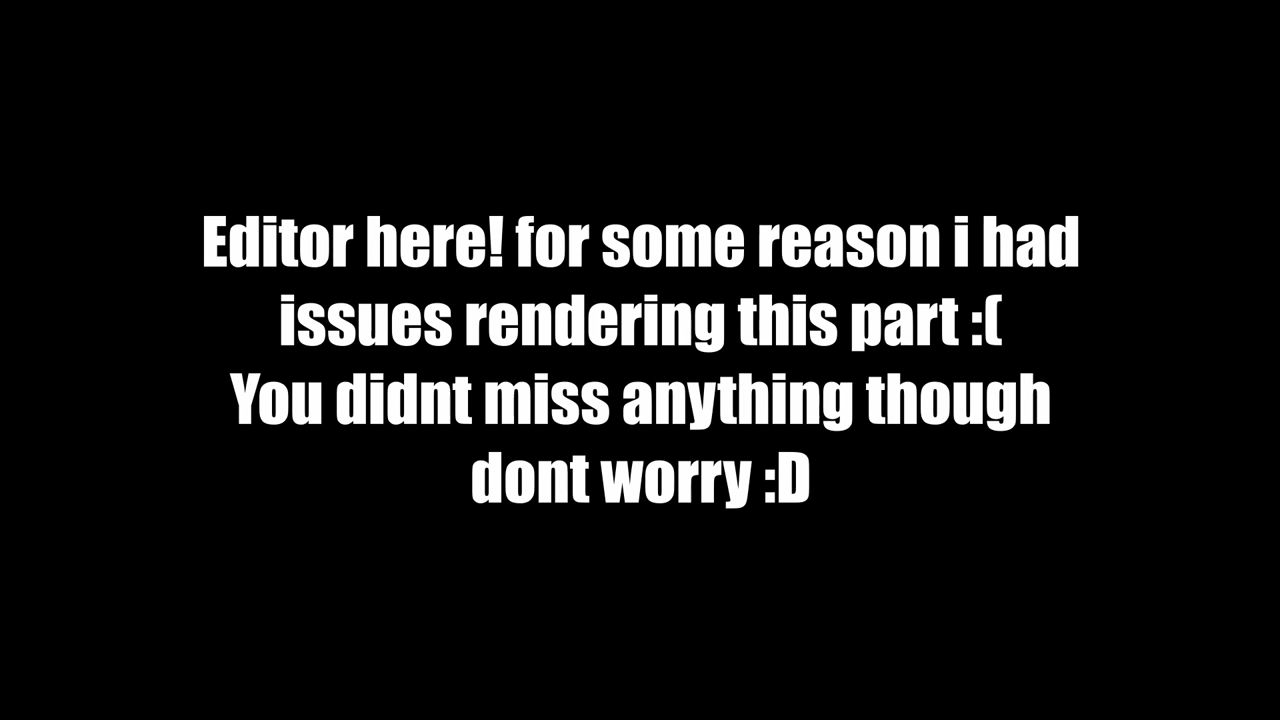 Editor here! for some reason i had
issues rendering this part :(
You didnt miss anything though
dont worry :D